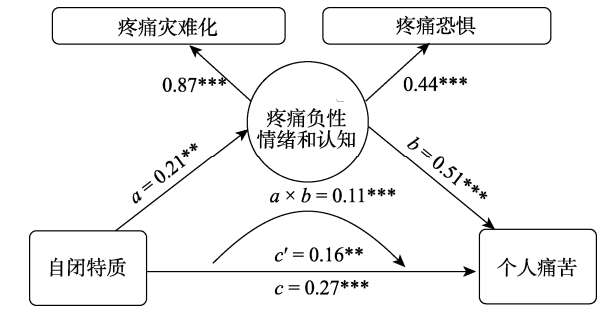 疼痛灾难化
疼痛恐惧
0.87***
0.44***
疼痛负性
情绪和认知
a = 0.21**
b = 0.51***
a × b = 0.11***
自闭特质
c′ = 0.16**
c = 0.27***
个人痛苦